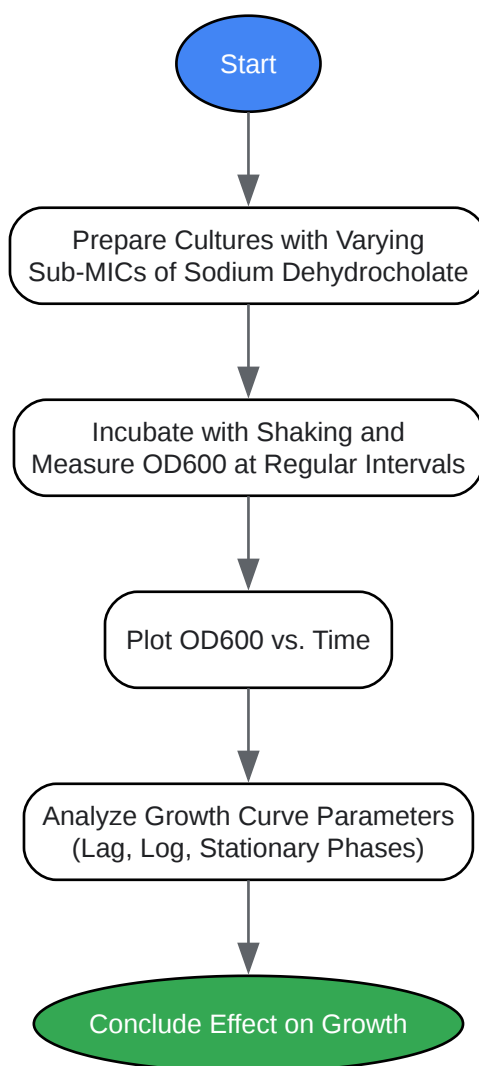 Start
Prepare Cultures with Varying
Sub-MICs of Sodium Dehydrocholate
Incubate with Shaking and
Measure OD600 at Regular Intervals
Plot OD600 vs. Time
Analyze Growth Curve Parameters
(Lag, Log, Stationary Phases)
Conclude Effect on Growth